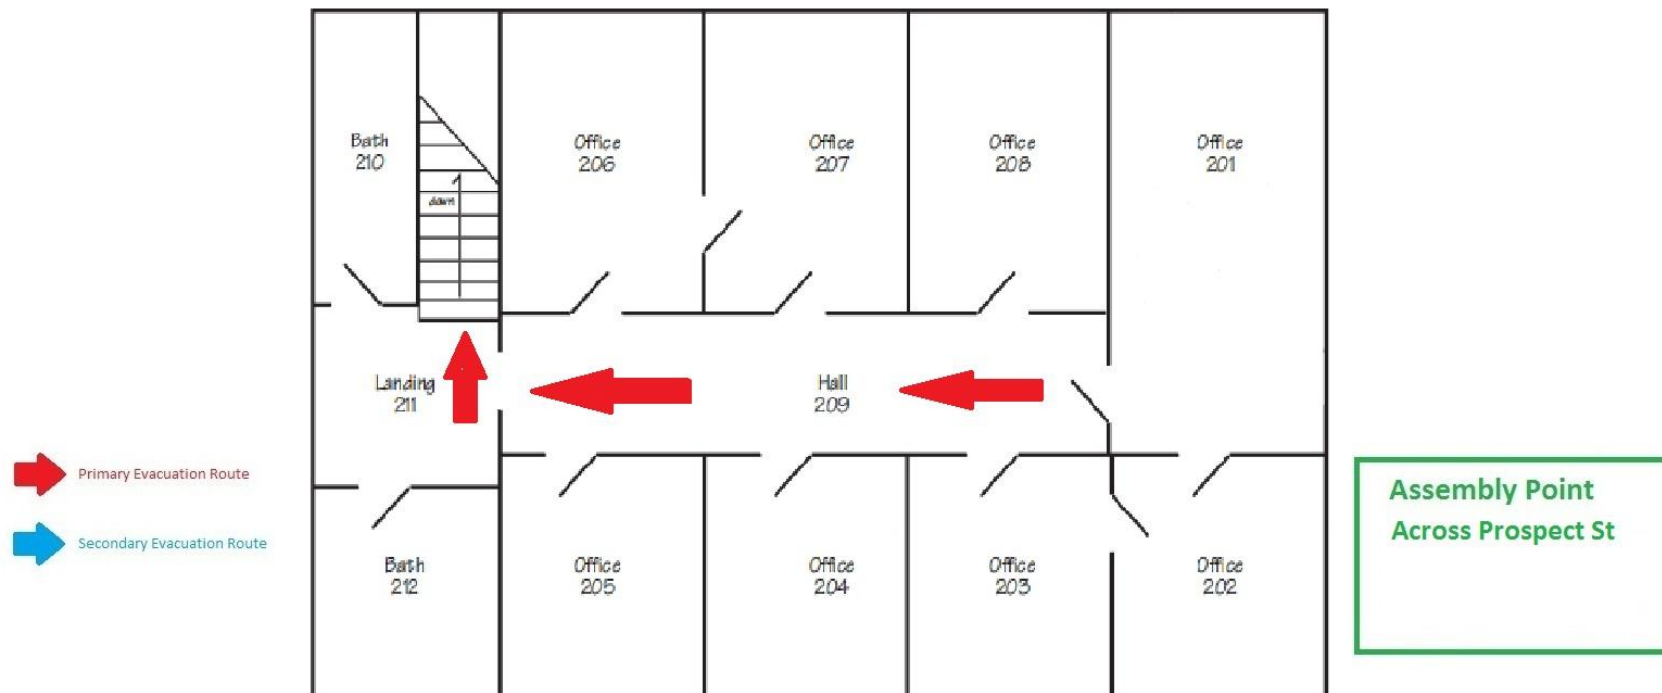 Bath
210
down
Office
206
Office
207
Office
208
Office
201
Landing
211
Hall
209
Primary Evacuation Route
Secondary Evacuation Route
Assembly Point
Across Prospect St
Bath
212
Office
205
Office
204
Office
203
Office
202